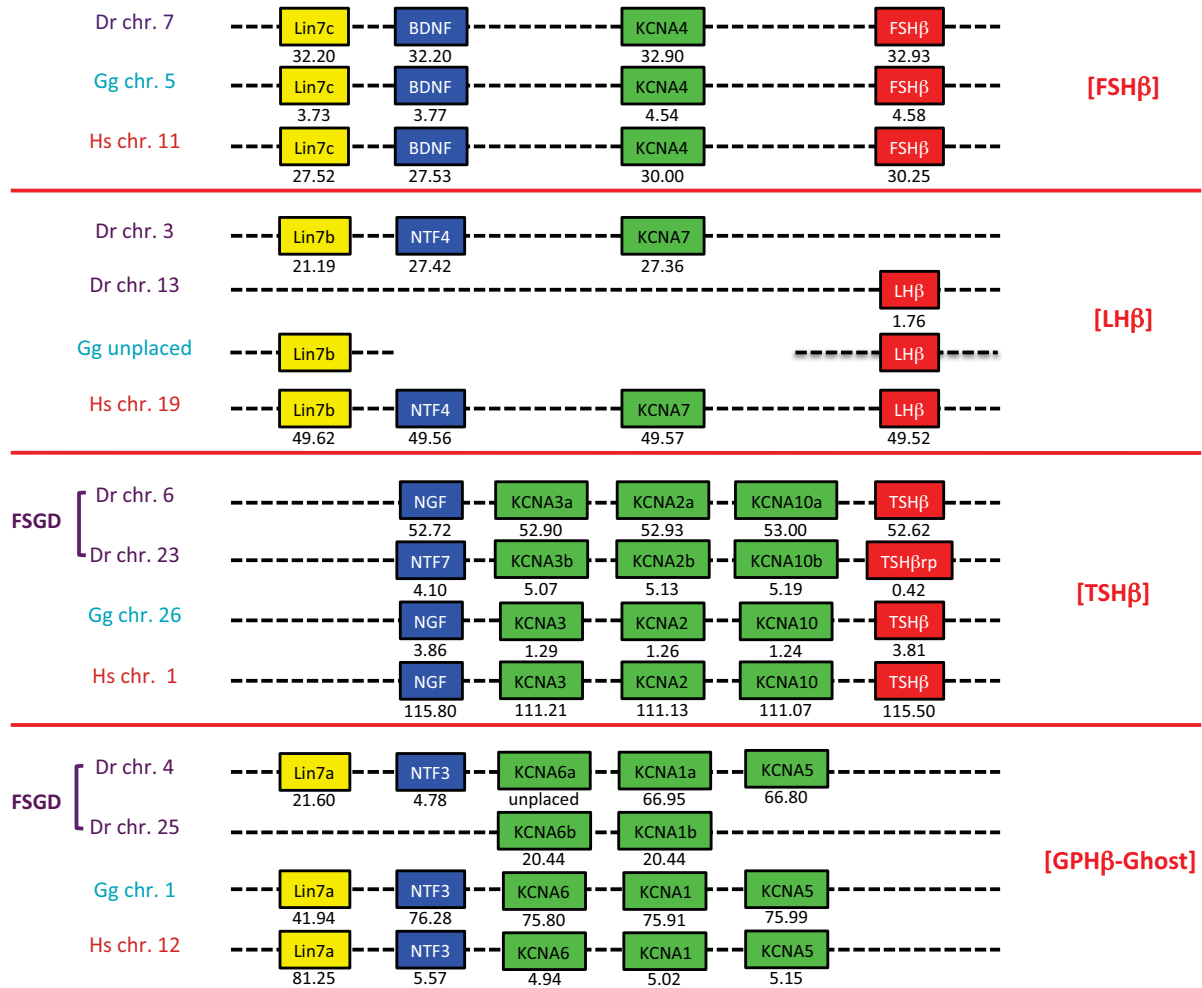 Dr chr. 7 Lin7c BDNF KCNA4 FSHβ
32.20 32.20 32.90 32.93
Gg chr. 5 Lin7c BDNF KCNA4 FSHβ [FSHβ]
3.73 3.77 4.54 4.58
Hs chr. 11 Lin7c BDNF KCNA4 FSHβ
27.52 27.53 30.00 30.25
Dr chr. 3 Lin7b NTF4 KCNA7
21.19 27.42 27.36
Dr chr. 13 LHβ
1.76
[LHβ]
Gg unplaced Lin7b LHβ
Hs chr. 19 Lin7b NTF4 KCNA7 LHβ
49.62 49.56 49.57 49.52
Dr chr. 6 NGF KCNA3a KCNA2a KCNA10a TSHβ
52.72 52.90 52.93 53.00 52.62
FSGD
Dr chr. 23 NTF7 KCNA3b KCNA2b KCNA10b TSHβrp
4.10 5.07 5.13 5.19 0.42
[TSHβ]
Gg chr. 26 NGF KCNA3 KCNA2 KCNA10 TSHβ
3.86 1.29 1.26 1.24 3.81
Hs chr. 1 NGF KCNA3 KCNA2 KCNA10 TSHβ
115.80 111.21 111.13 111.07 115.50
Dr chr. 4 Lin7a NTF3 KCNA6a KCNA1a KCNA5
21.60 4.78 unplaced 66.95 66.80
FSGD
Dr chr. 25 KCNA6b KCNA1b
20.44 20.44
[GPHβ-Ghost]
Gg chr. 1 Lin7a NTF3 KCNA6 KCNA1 KCNA5
41.94 76.28 75.80 75.91 75.99
Hs chr. 12 Lin7a NTF3 KCNA6 KCNA1 KCNA5
81.25 5.57 4.94 5.02 5.15